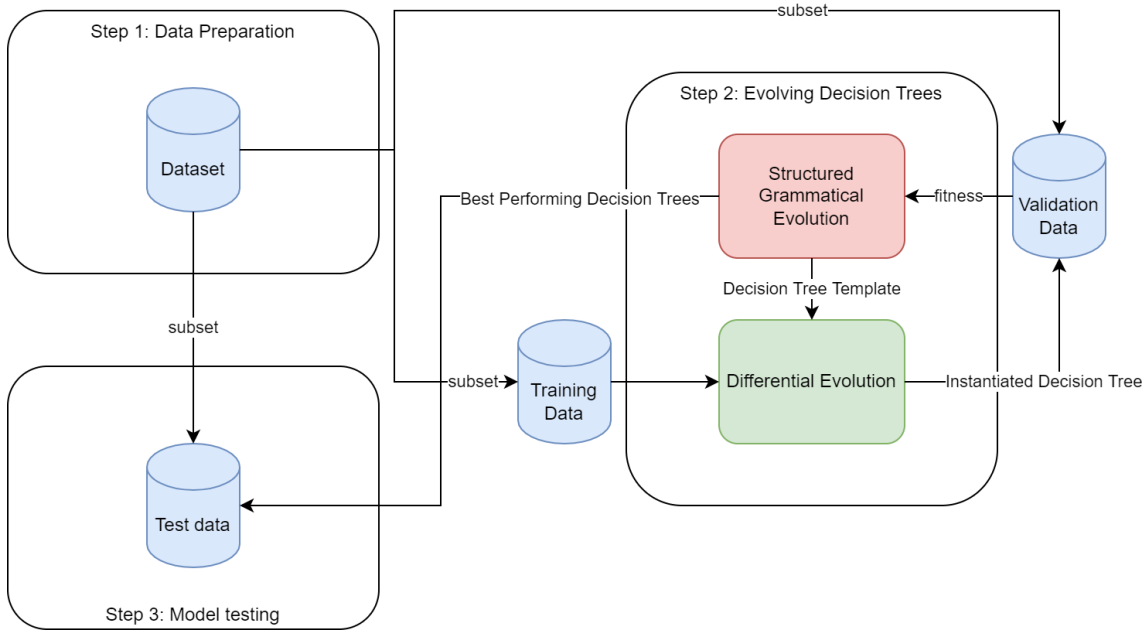 subset
Step 1: Data Preparation
Step 2: Evolving Decision Trees
Dataset
Structured
Grammatical
Evolution
Best Performing Decision Trees
fitness
Validation
Data
Decision Tree Template
subset
subset
Training
Data
Differential Evolution
Instantiated Decision Tree
Test data
Step 3: Model testing